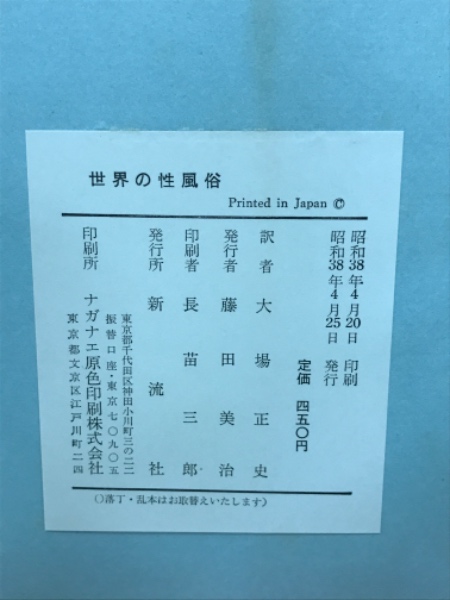 世界の性風俗
Printed in Japan ©
昭和38年4月20日 印刷
昭和38年4月25日 発行
定価 四五〇円
訳者 大場正史
発行者 藤田美治
印刷者 長苗三郎
発行所 新流社
東京都千代田区神田小川町三の二二
振替口座・東京七〇九〇五
印刷所 ナガナエ原色印刷株式会社
東京都文京区江戸川町二四
(〇落丁・乱本はお取替えいたします)